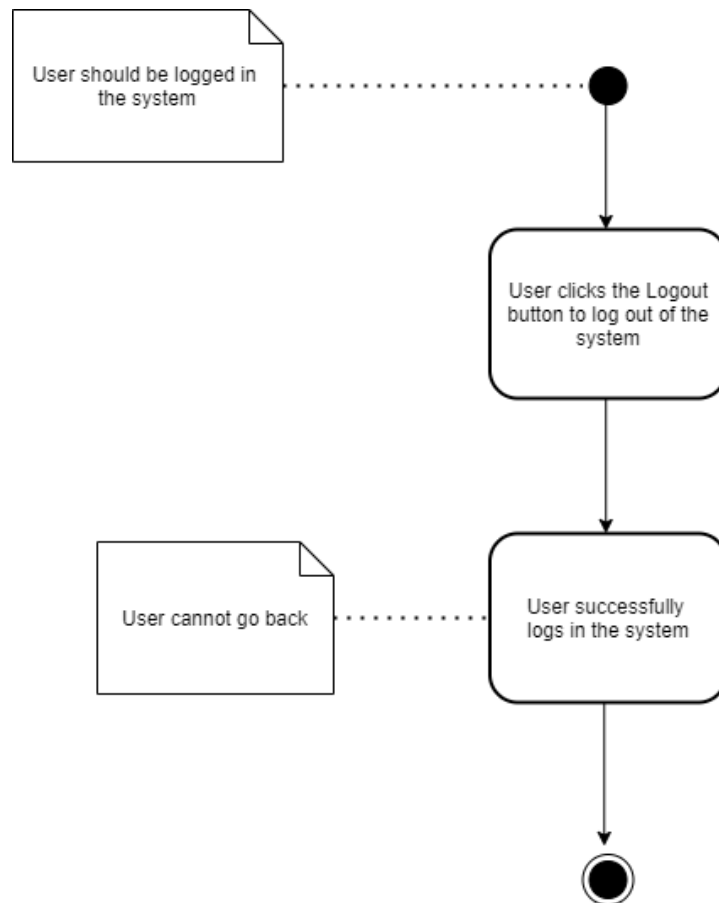 User should be logged in
the system
User clicks the Logout
button to log out of the
system
User cannot go back
User successfully
logs in the system